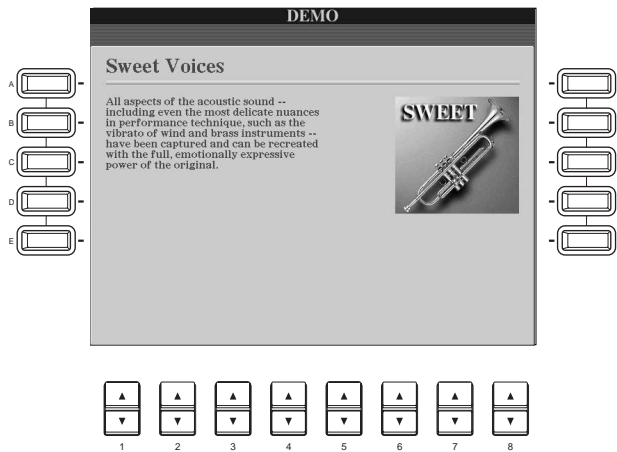 DEMO
Sweet Voices
A
B
C
D
E
All aspects of the acoustic sound --
including even the most delicate nuances
in performance technique, such as the
vibrato of wind and brass instruments --
have been captured and can be recreated
with the full, emotionally expressive
power of the original.
SWEET
1 2 3 4 5 6 7 8